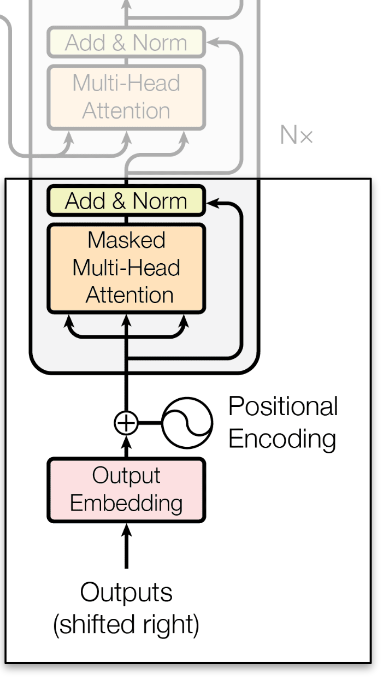 Add & Norm
Multi-Head
Attention
N×
Add & Norm
Masked
Multi-Head
Attention
Positional
Encoding
Output
Embedding
Outputs
(shifted right)